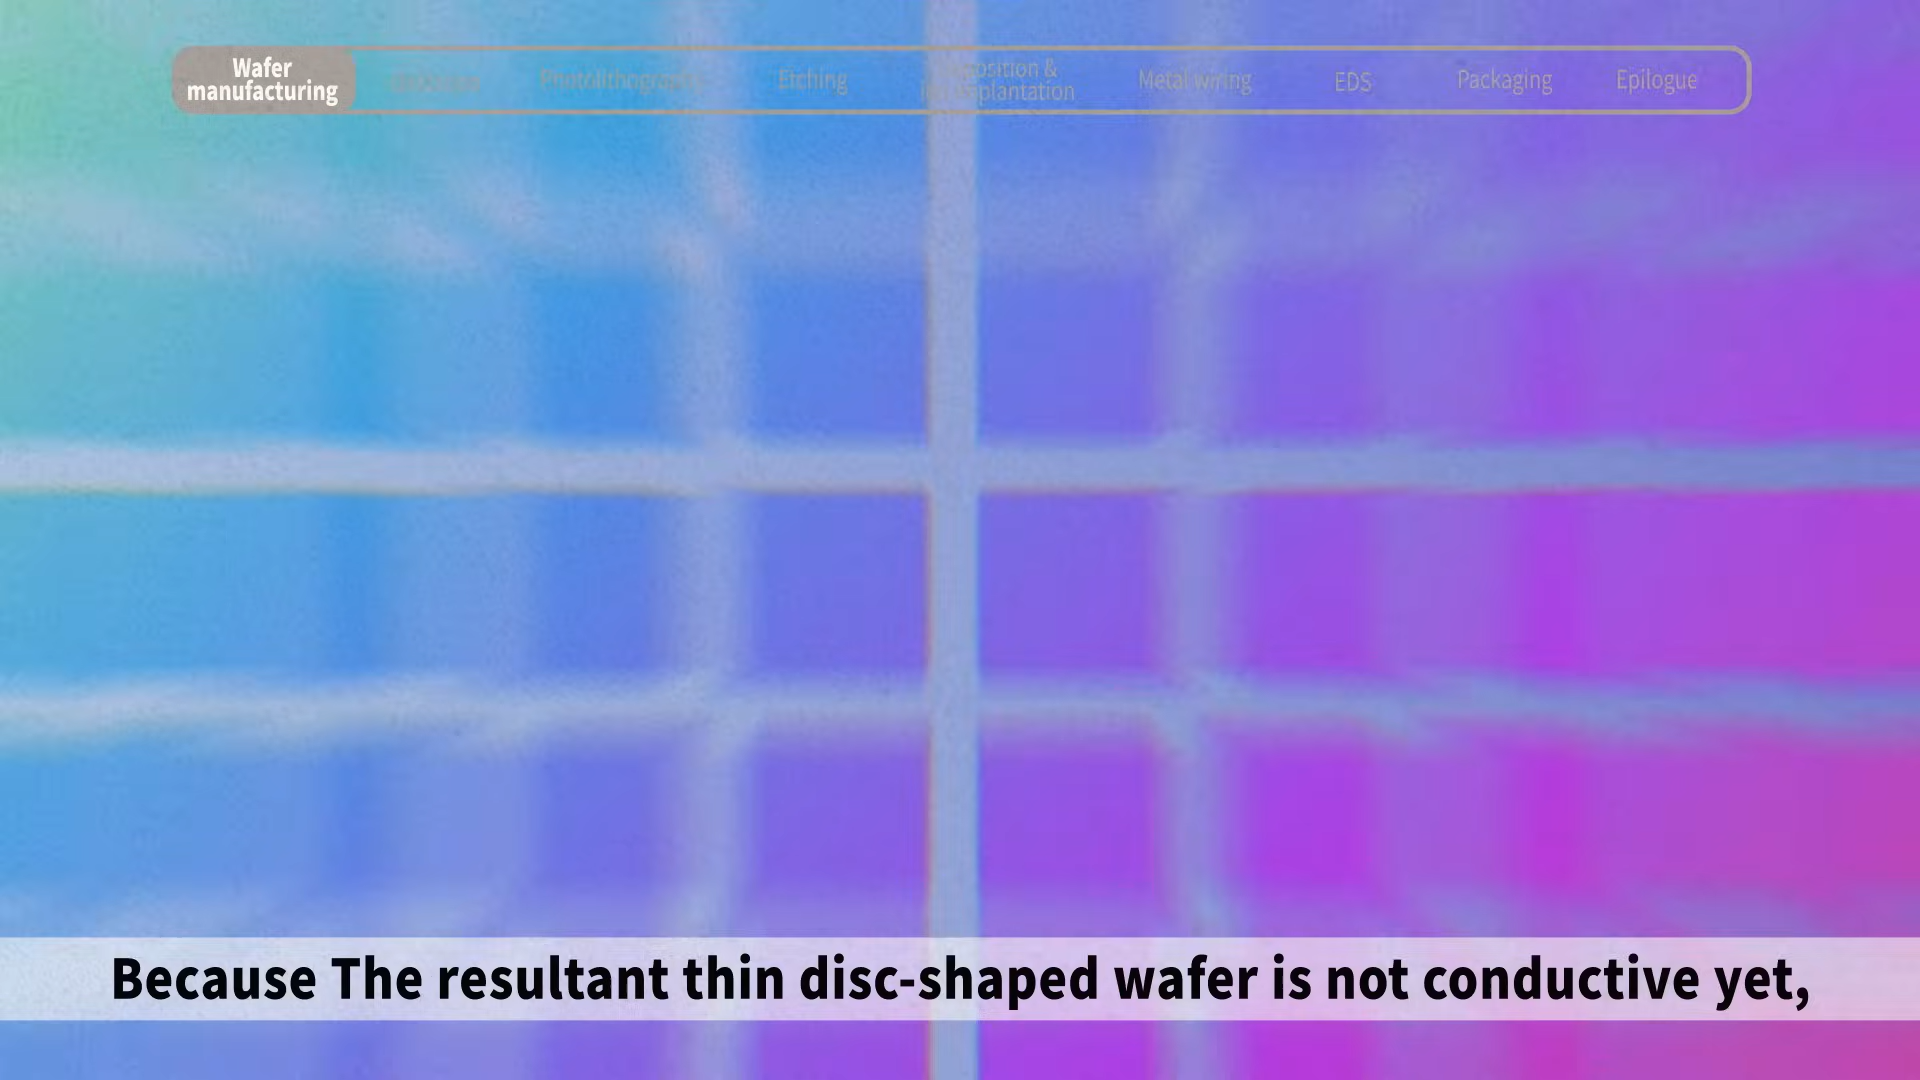 Wafer
manufacturing
Photolithography
Etching
Metal wiring
EDS
Packaging
Epilogue
Because The resultant thin disc-shaped wafer is not conductive yet,